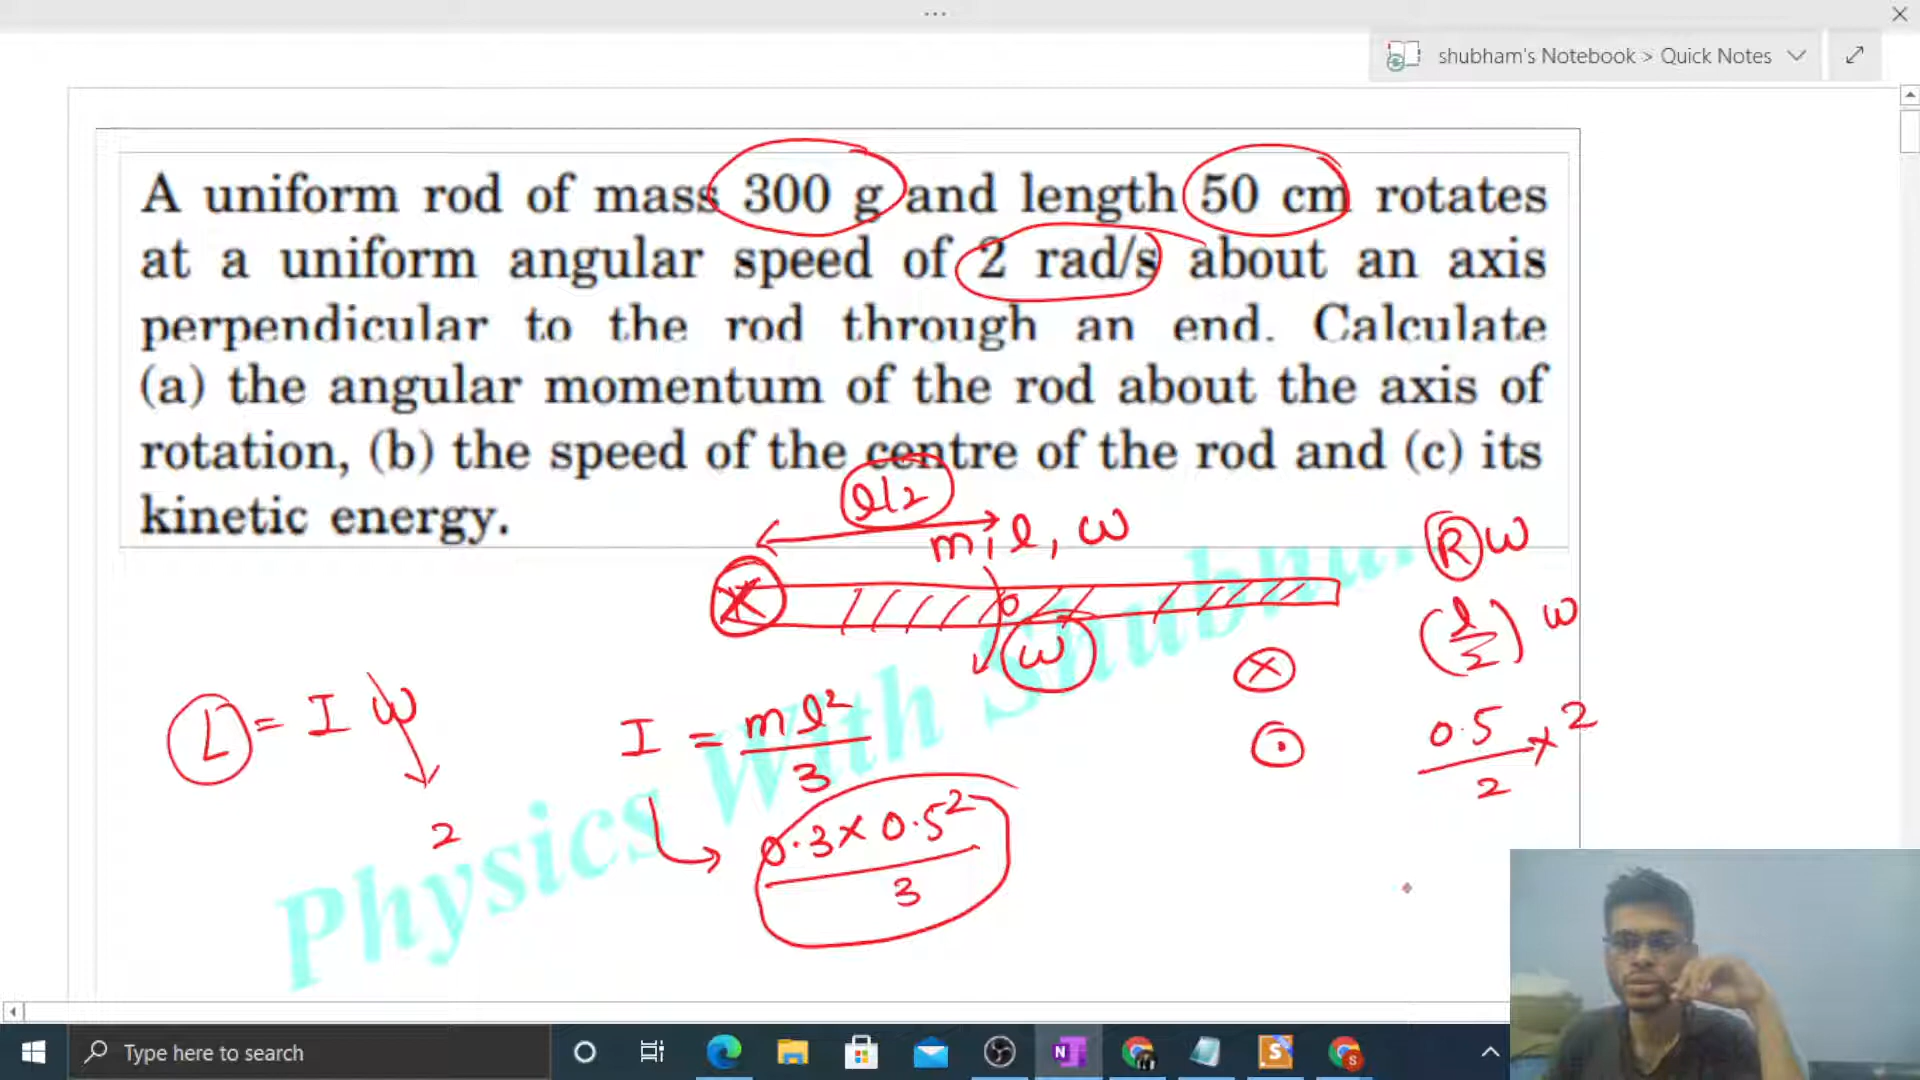 shubham's Notebook > Quick Notes
A uniform rod of mass 300 g and length 50 cm rotates
at a uniform angular speed of 2 rad/s about an axis
perpendicular to the rod through an end. Calculate
(a) the angular momentum of the rod about the axis of
rotation, (b) the speed of the centre of the rod and (c) its
kinetic energy.
l/2
m, l, ω
R ω
(l/2) ω
ω
L = I ω
2
I = ml²/3
0.3 × 0.5²/3
0.5/2 × 2
Physics With Shubham
Type here to search